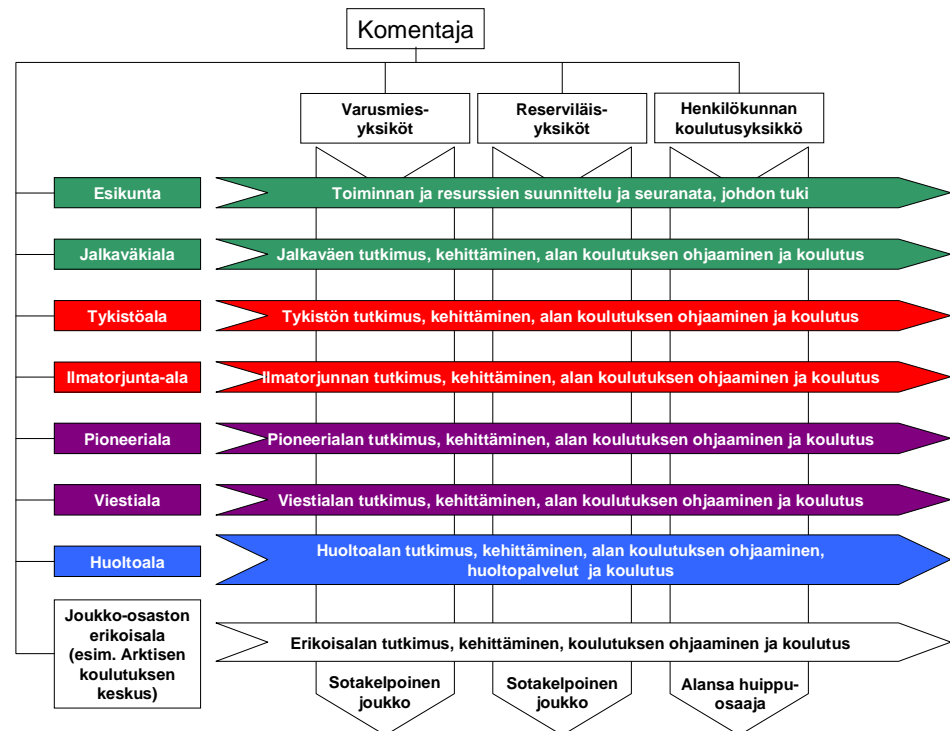 Komentaja
Varusmies-
yksiköt
Reserviläis-
yksiköt
Henkilökunnan
koulutusyksikkö
Esikunta
Toiminnan ja resurssien suunnittelu ja seuranata, johdon tuki
Jalkaväkiala
Jalkaväen tutkimus, kehittäminen, alan koulutuksen ohjaaminen ja koulutus
Tykistöala
Tykistön tutkimus, kehittäminen, alan koulutuksen ohjaaminen ja koulutus
Ilmatorjunta-ala
Ilmatorjunnan tutkimus, kehittäminen, alan koulutuksen ohjaaminen ja koulutus
Pioneeriala
Pioneerialan tutkimus, kehittäminen, alan koulutuksen ohjaaminen ja koulutus
Viestiala
Viestialan tutkimus, kehittäminen, alan koulutuksen ohjaaminen ja koulutus
Huoltoala
Huoltoalan tutkimus, kehittäminen, alan koulutuksen ohjaaminen,
huoltopalvelut ja koulutus
Joukko-osaston
erikoisala
(esim. Arktisen
koulutuksen
keskus)
Erikoisalan tutkimus, kehittäminen, koulutuksen ohjaaminen ja koulutus
Sotakelpoinen
joukko
Sotakelpoinen
joukko
Alansa huippu-
osaaja